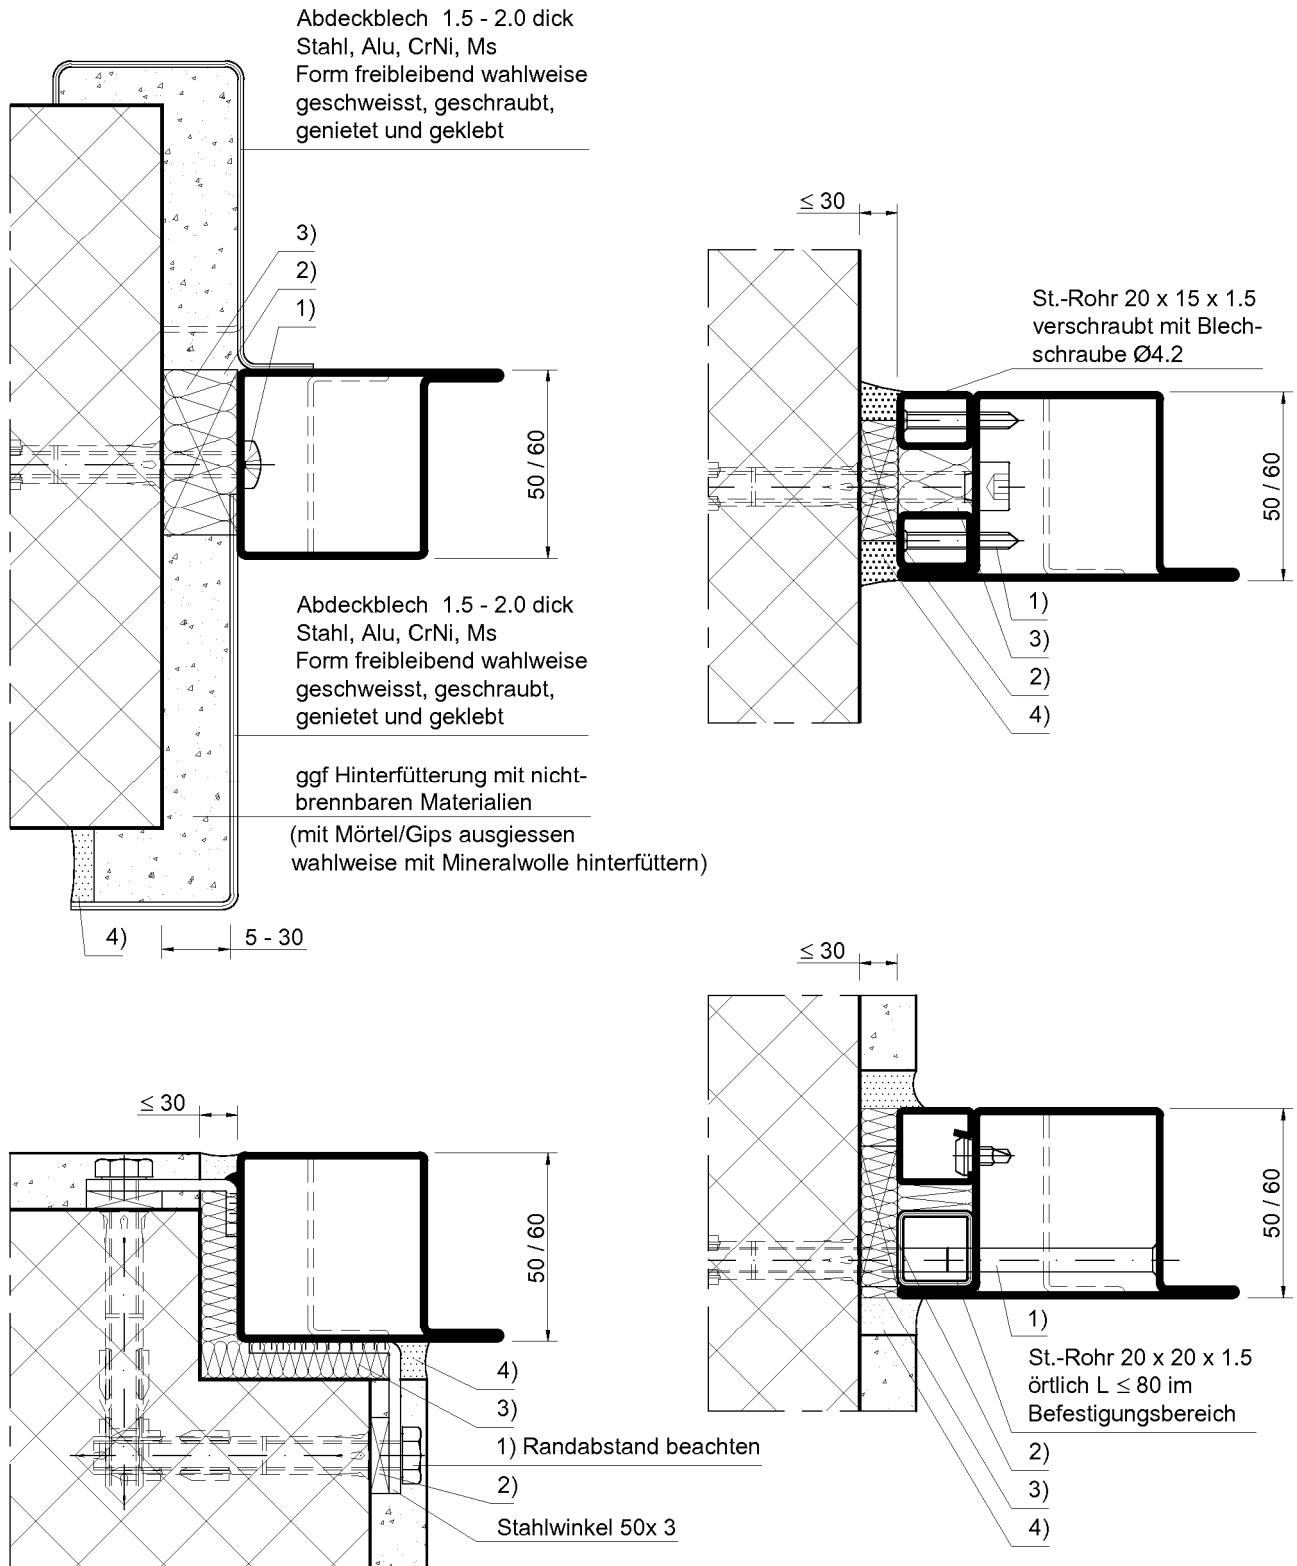 Abdeckblech 1.5 - 2.0 dick
Stahl, Alu, CrNi, Ms
Form freibleibend wahlweise
geschweisst, geschraubt,
genietet und geklebt
3)
2)
1)
50 / 60
Abdeckblech 1.5 - 2.0 dick
Stahl, Alu, CrNi, Ms
Form freibleibend wahlweise
geschweisst, geschraubt,
genietet und geklebt
ggf Hinterfütterung mit nicht-
brennbaren Materialien
(mit Mörtel/Gips ausgiessen
wahlweise mit Mineralwolle hinterfüttern)
4)
5 - 30
≤ 30
St.-Rohr 20 x 15 x 1.5
verschraubt mit Blech-
schraube Ø4.2
50 / 60
1)
3)
2)
4)
≤ 30
50 / 60
4)
3)
1) Randabstand beachten
2)
Stahlwinkel 50x 3
≤ 30
50 / 60
1)
St.-Rohr 20 x 20 x 1.5
örtlich L ≤ 80 im
Befestigungsbereich
2)
3)
4)